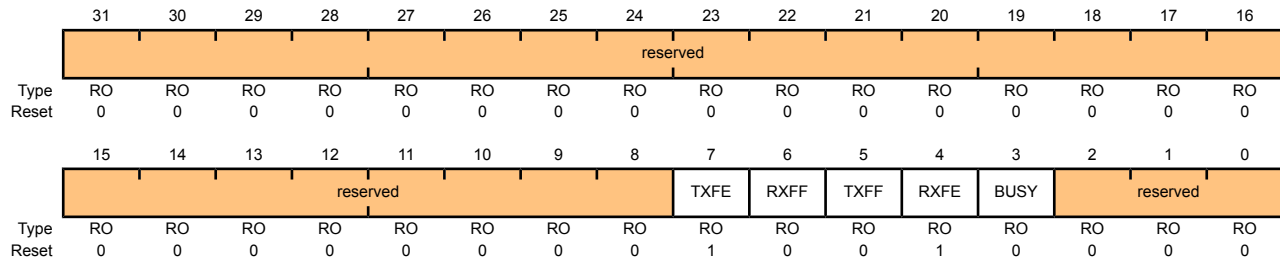 31 30 29 28 27 26 25 24 23 22 21 20 19 18 17 16
reserved
Type RO RO RO RO RO RO RO RO RO RO RO RO RO RO RO RO
Reset 0 0 0 0 0 0 0 0 0 0 0 0 0 0 0 0
15 14 13 12 11 10 9 8 7 6 5 4 3 2 1 0
reserved TXFE RXFF TXFF RXFE BUSY reserved
Type RO RO RO RO RO RO RO RO RO RO RO RO RO RO RO RO
Reset 0 0 0 0 0 0 0 0 1 0 0 1 0 0 0 0